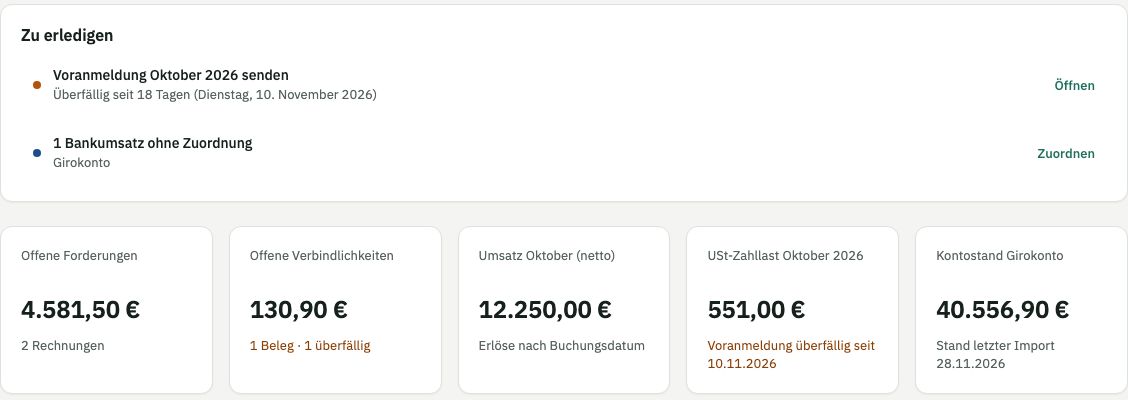 Zu erledigen
Voranmeldung Oktober 2026 senden
Überfällig seit 18 Tagen (Dienstag, 10. November 2026)
Öffnen
1 Bankumsatz ohne Zuordnung
Girokonto
Zuordnen
Offene Forderungen
4.581,50 €
2 Rechnungen
Offene Verbindlichkeiten
130,90 €
1 Beleg · 1 überfällig
Umsatz Oktober (netto)
12.250,00 €
Erlöse nach Buchungsdatum
USt-Zahllast Oktober 2026
551,00 €
Voranmeldung überfällig seit
10.11.2026
Kontostand Girokonto
40.556,90 €
Stand letzter Import
28.11.2026